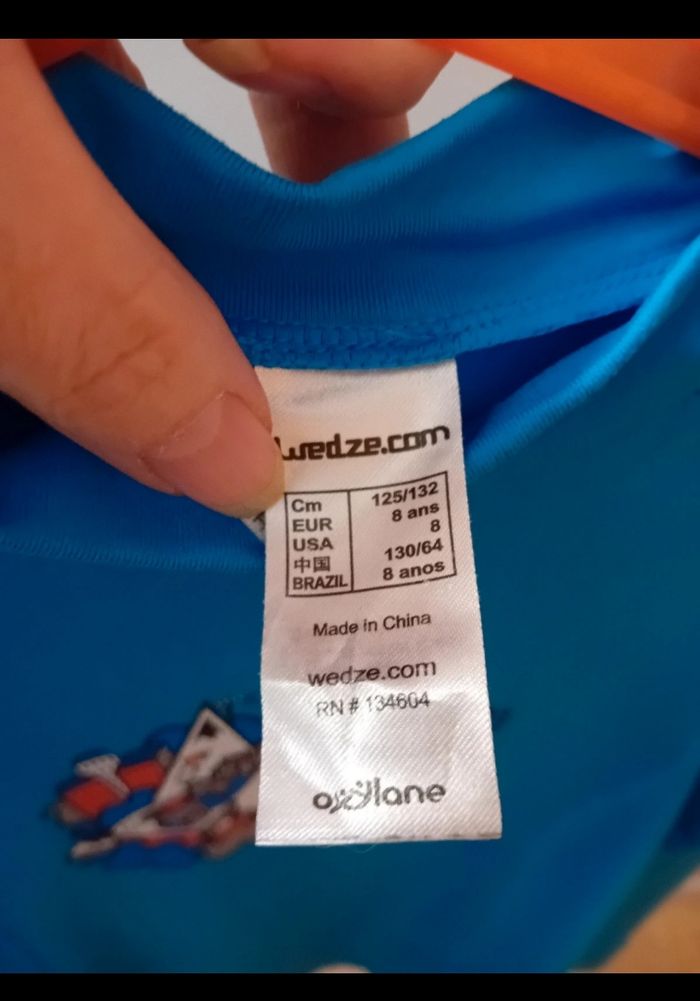 wedze.com
Cm 125/132
EUR 8 ans
USA 8
中国 130/64
BRAZIL 8 anos
Made in China
wedze.com
RN # 134604
oxylane